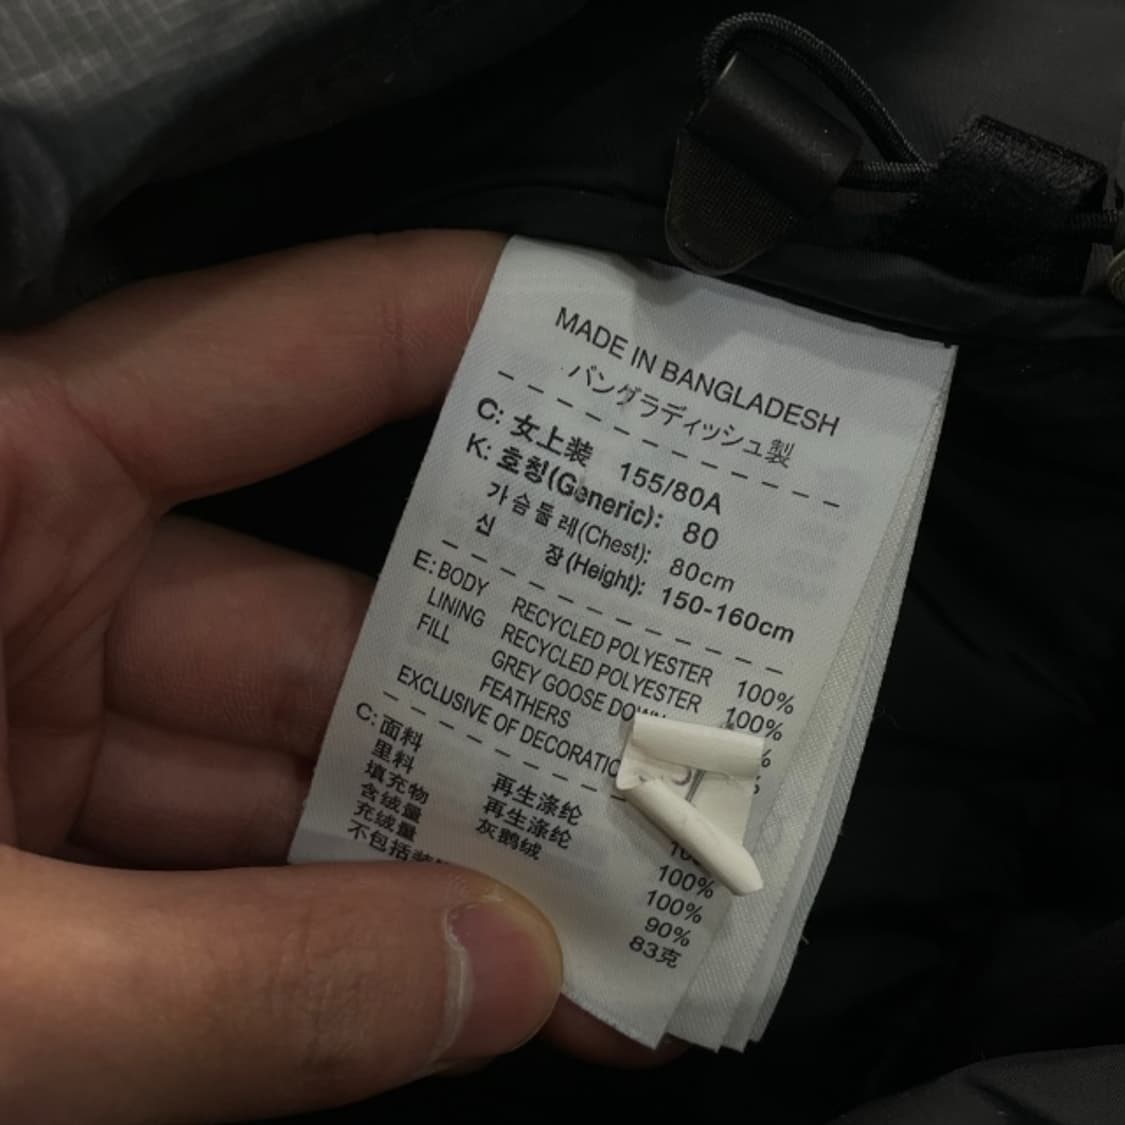 MADE IN BANGLADESH
バングラディッシュ製
C: 女上装 155/80A
K: 호칭(Generic): 80
가슴둘레(Chest): 80cm
신 장(Height): 150-160cm
E: BODY RECYCLED POLYESTER 100%
LINING RECYCLED POLYESTER 100%
FILL GREY GOOSE DOWN %
FEATHERS %
EXCLUSIVE OF
C: 面料 再生涤纶 100%
里料 再生涤纶 100%
填充物 灰鹅绒 100%
含绒量 90%
充绒量 83克
不包括